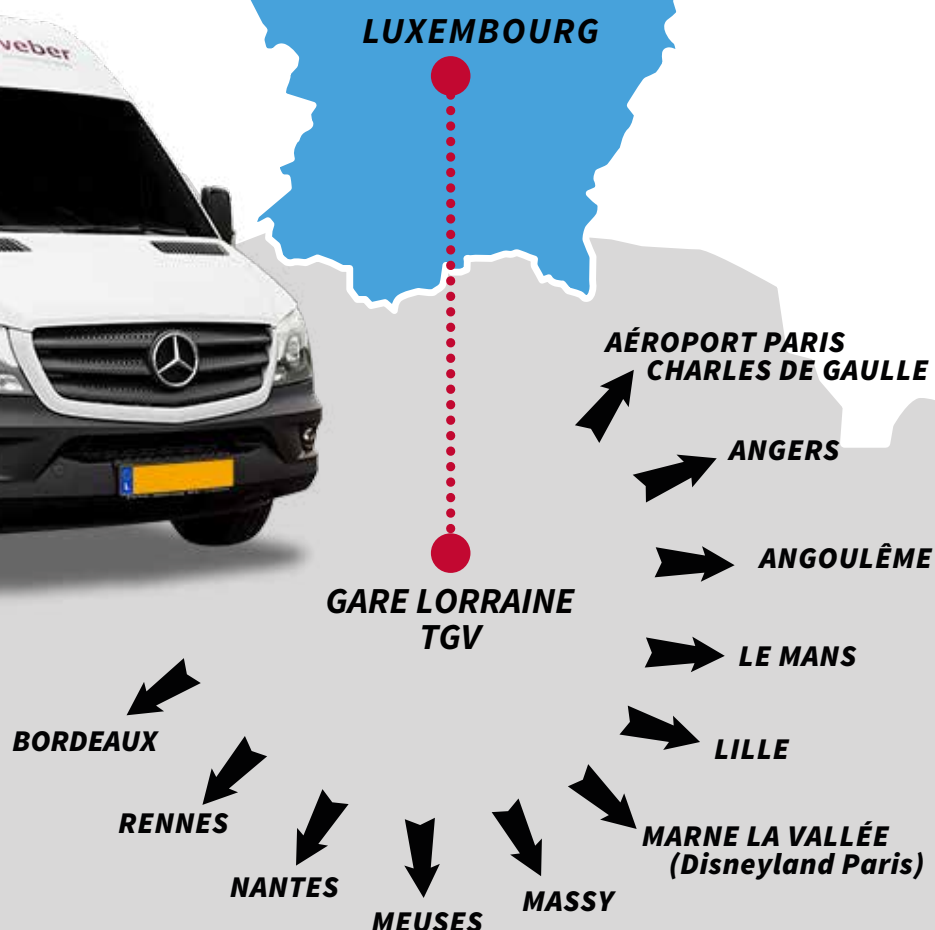 LUXEMBOURG
veber
AÉROPORT PARIS
CHARLES DE GAULLE
ANGERS
ANGOULÊME
GARE LORRAINE
TGV
LE MANS
BORDEAUX
LILLE
RENNES
MARNE LA VALLÉE
(Disneyland Paris)
NANTES
MASSY
MEUSES